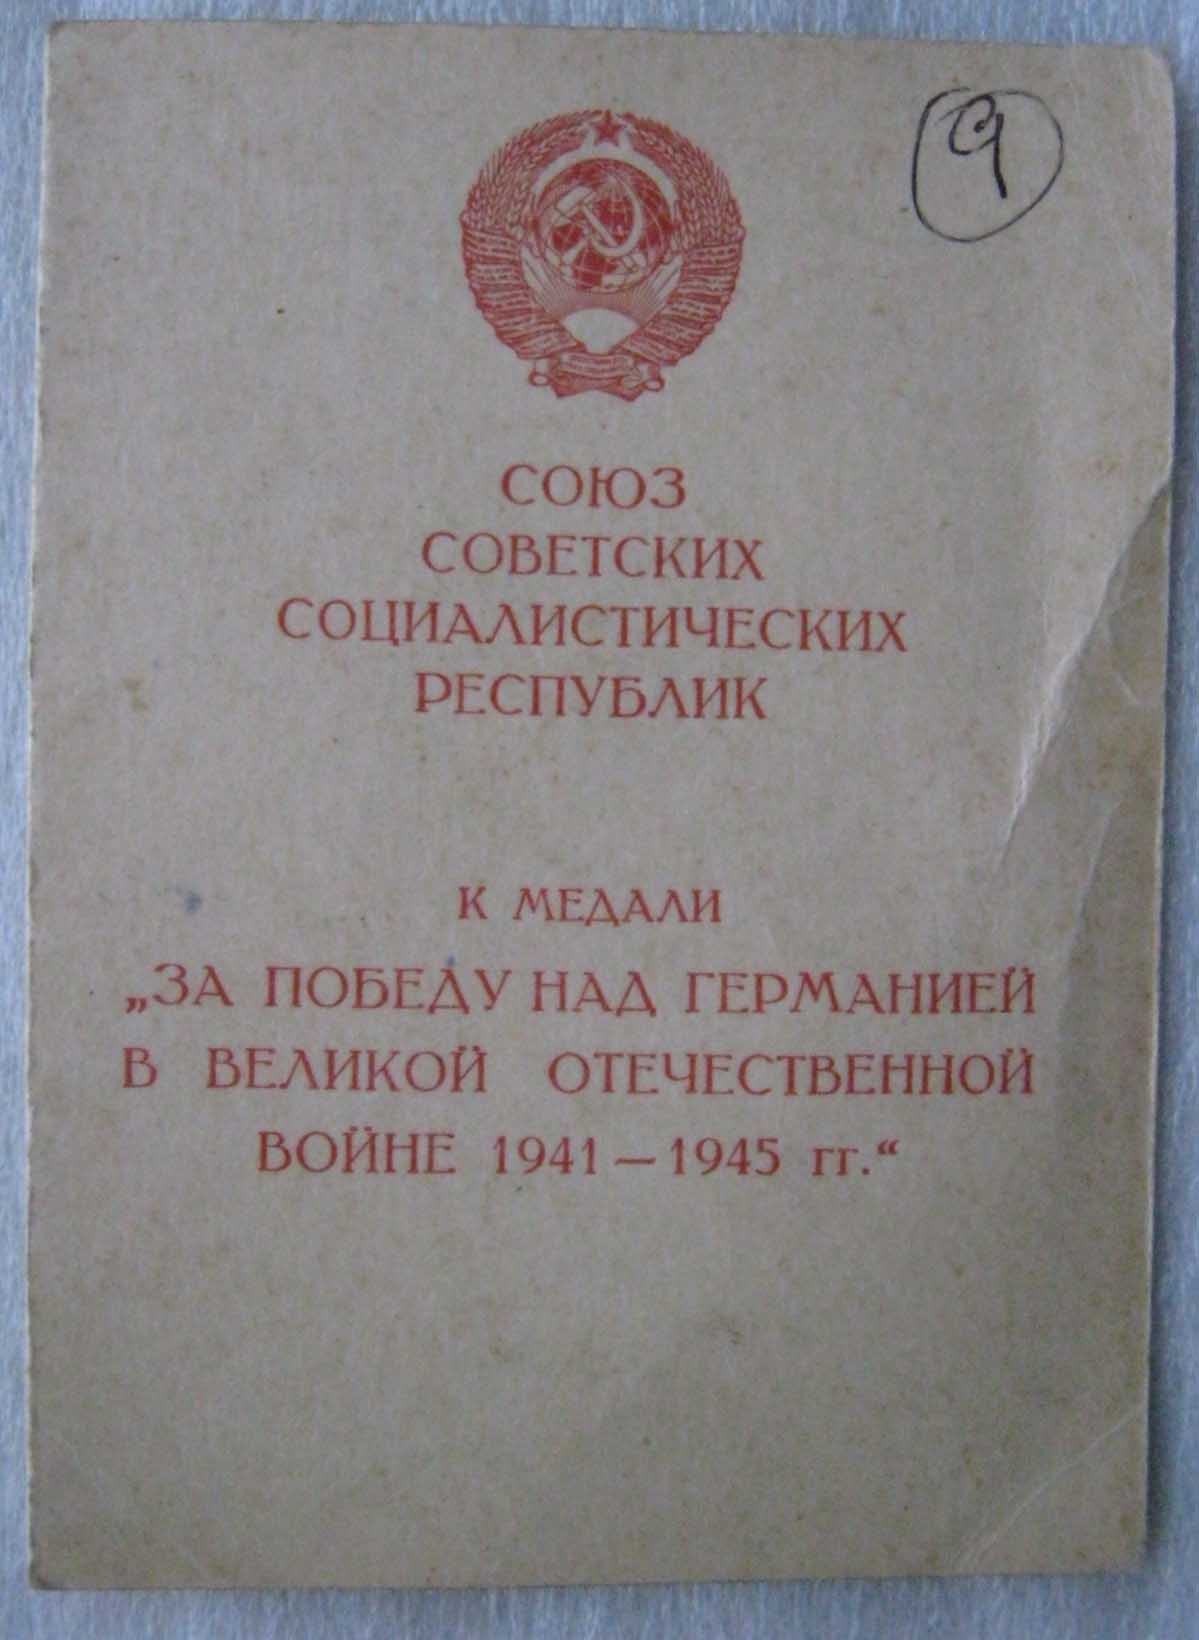 9
СОЮЗ
СОВЕТСКИХ
СОЦИАЛИСТИЧЕСКИХ
РЕСПУБЛИК
К МЕДАЛИ
„ЗА ПОБЕДУ НАД ГЕРМАНИЕЙ
В ВЕЛИКОЙ ОТЕЧЕСТВЕННОЙ
ВОЙНЕ 1941 — 1945 гг.“